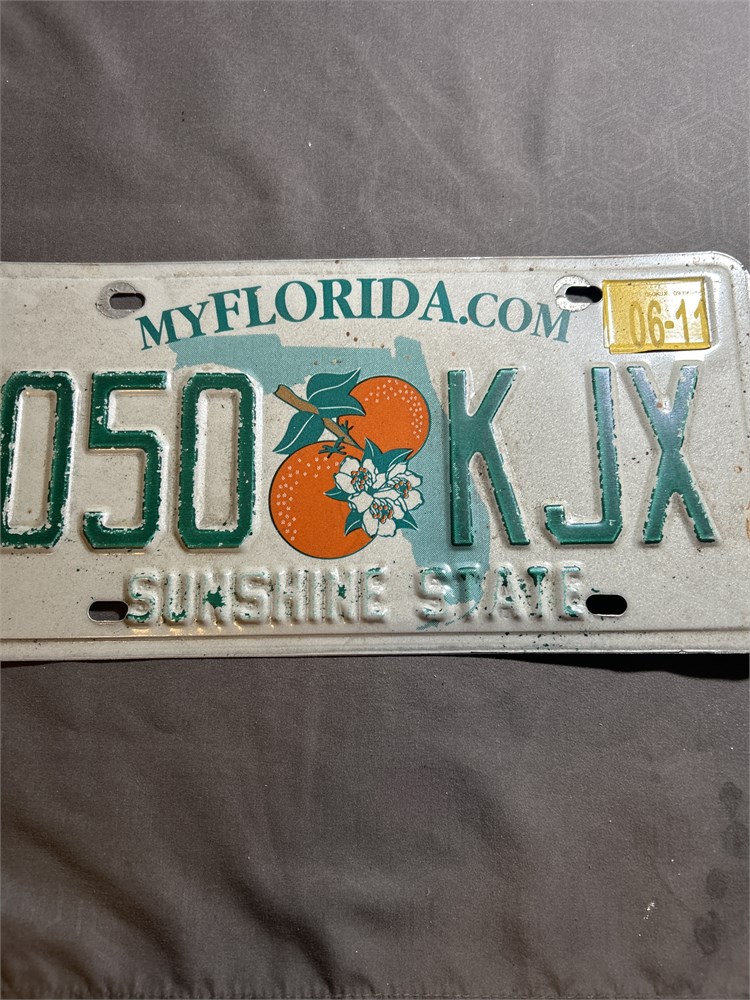 MYFLORIDA.COM
06-11
050 KJX
SUNSHINE STATE